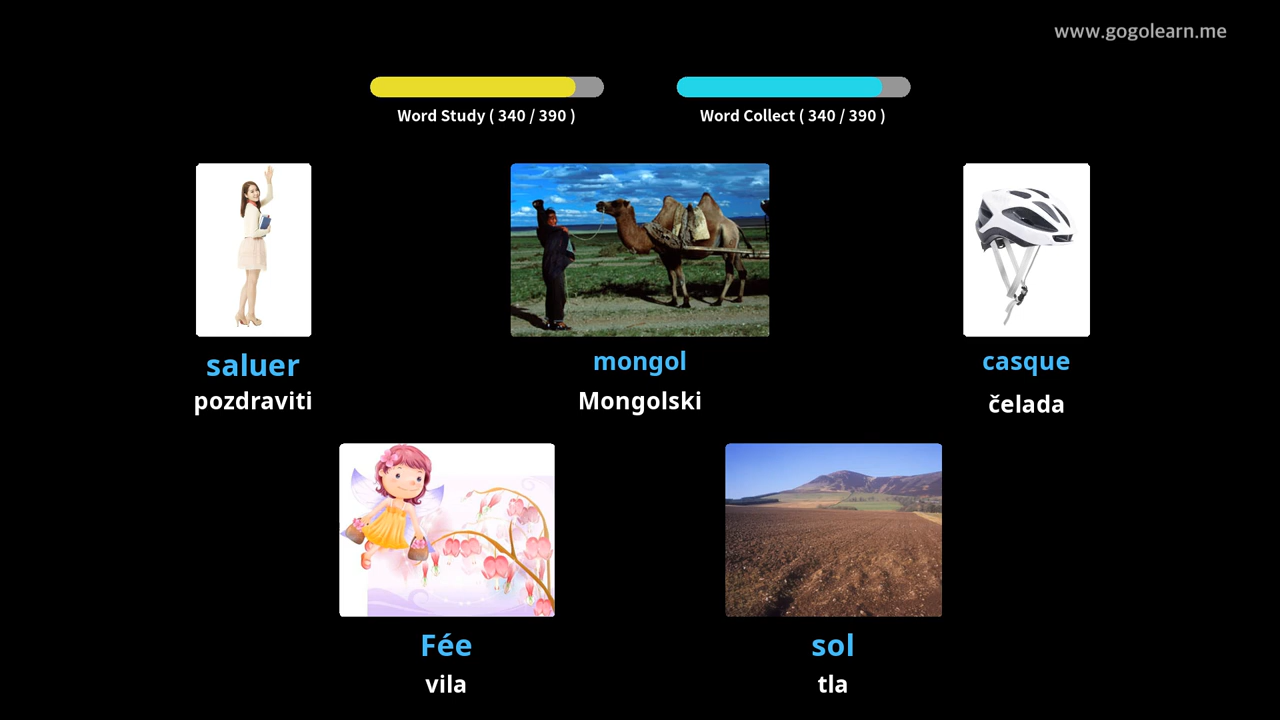 www.gogolearn.me
Word Study ( 340 / 390 )
Word Collect ( 340 / 390 )
saluer
pozdraviti
mongol
Mongolski
casque
čelada
Fée
vila
sol
tla